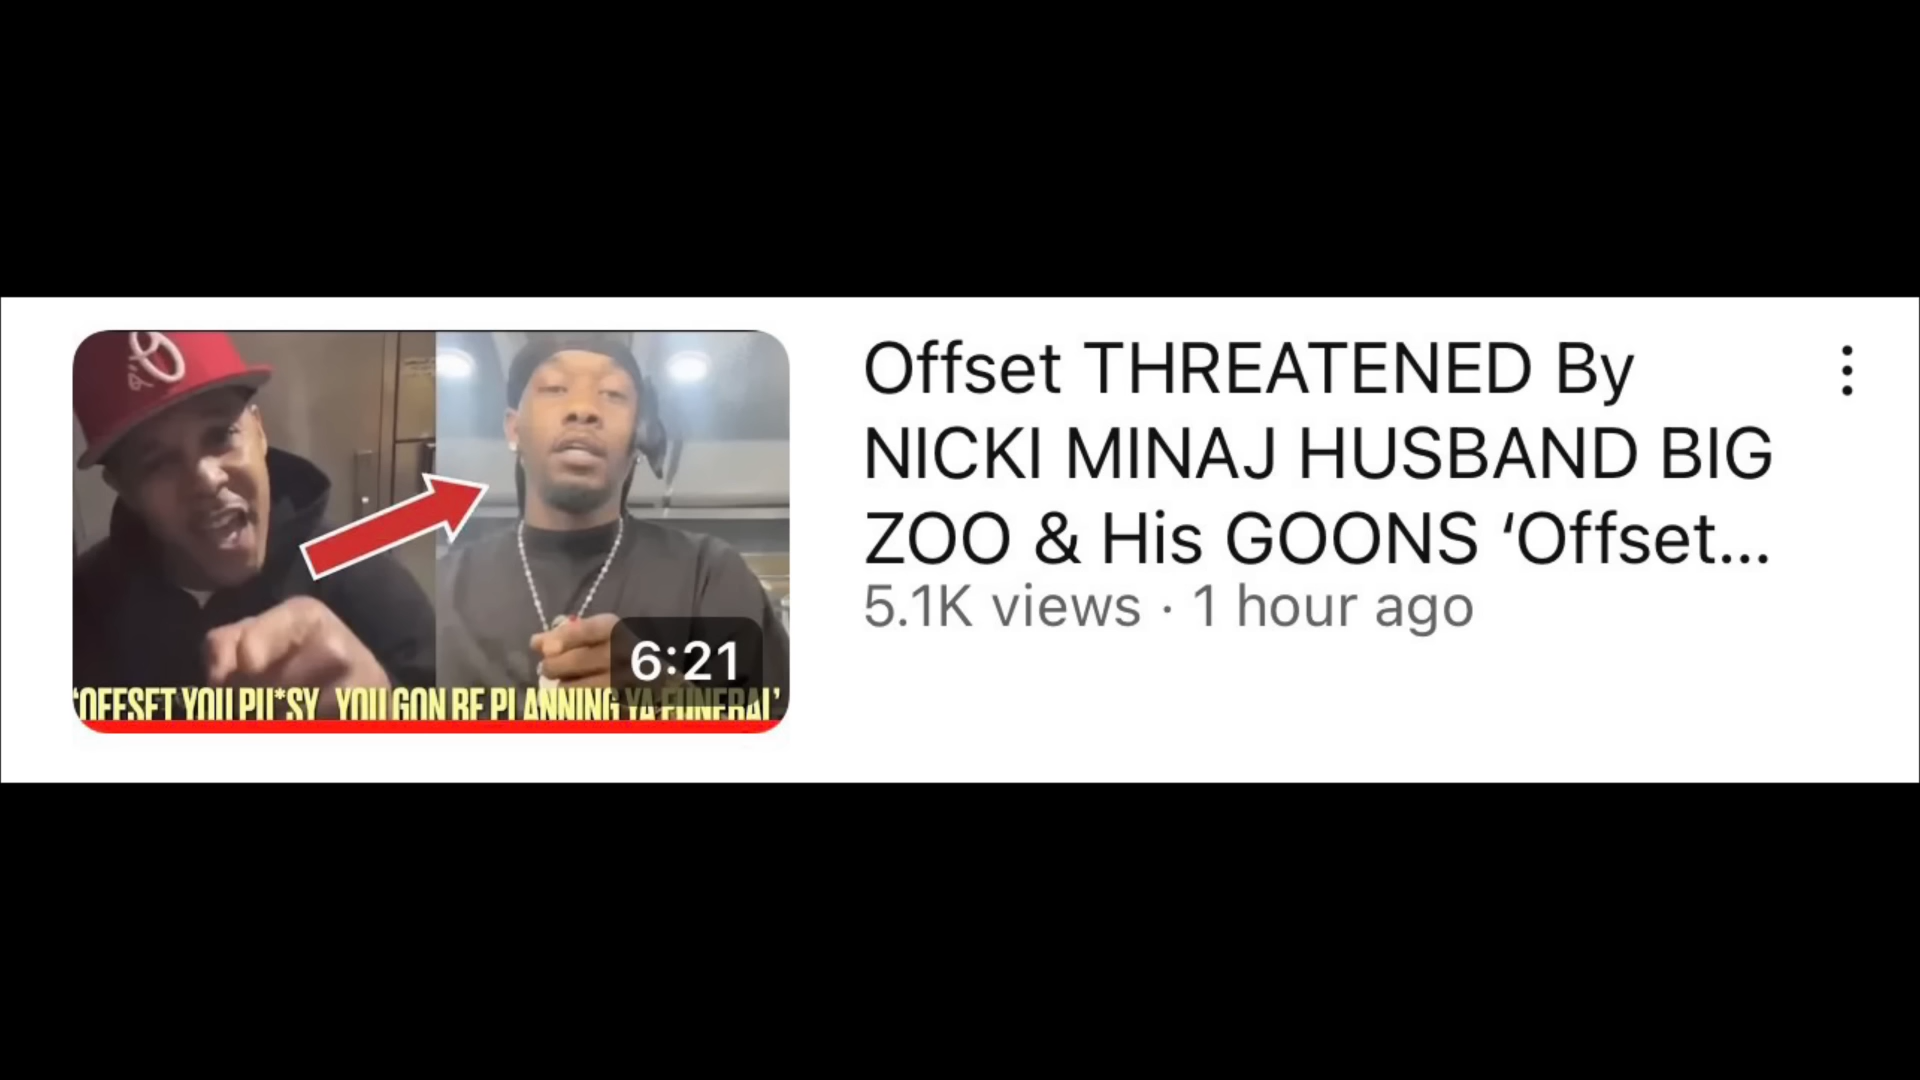 6:21
'OFFSET YOU PU*SY YOU GON BE PLANNING YA FUNERAL'
Offset THREATENED By
NICKI MINAJ HUSBAND BIG
ZOO & His GOONS ‘Offset...
5.1K views · 1 hour ago